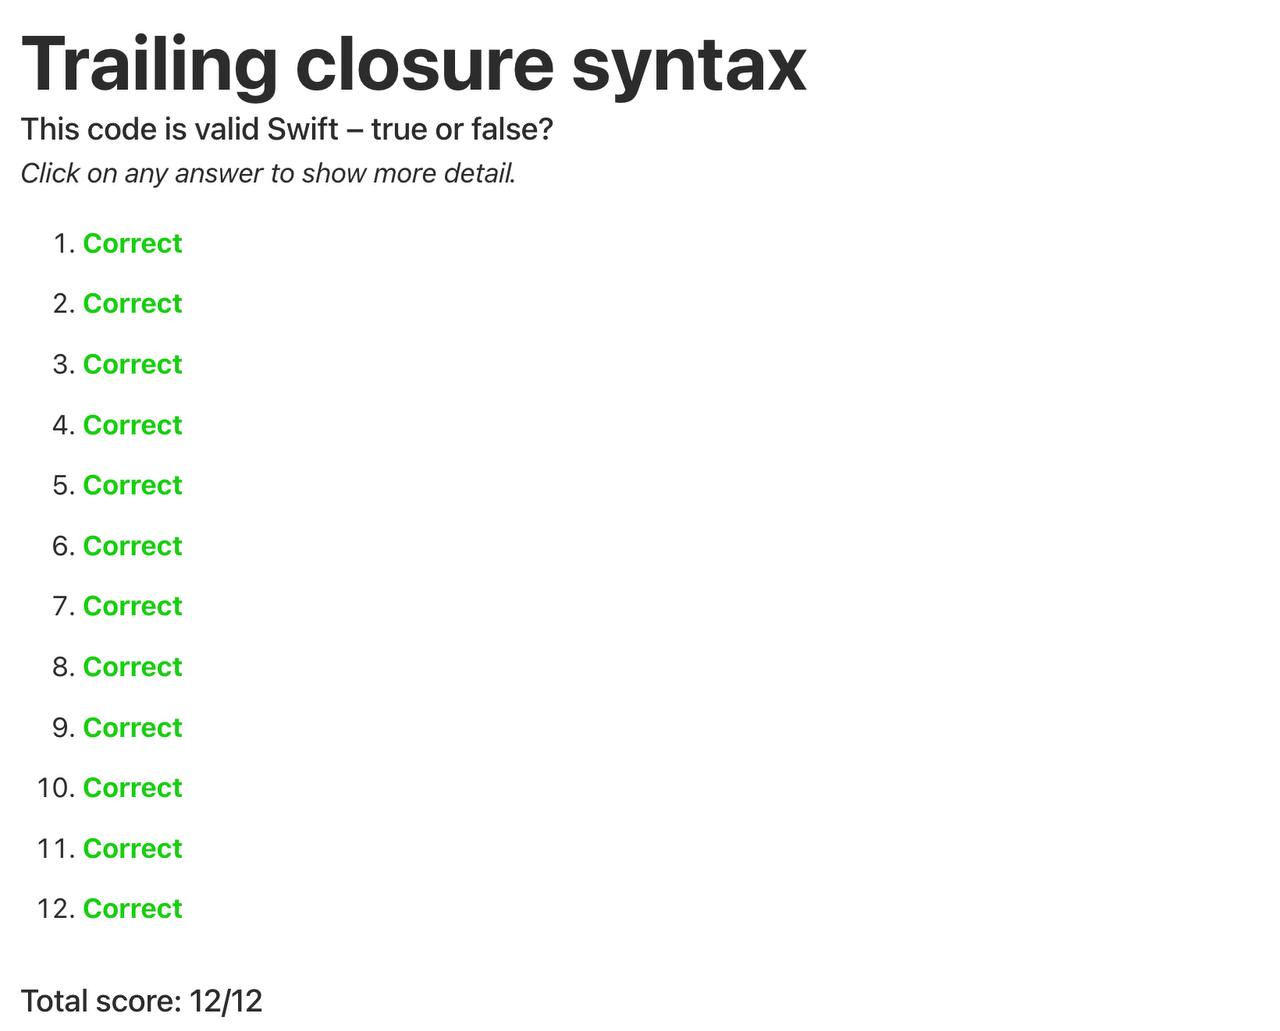 Trailing closure syntax
This code is valid Swift – true or false?
Click on any answer to show more detail.
1. Correct
2. Correct
3. Correct
4. Correct
5. Correct
6. Correct
7. Correct
8. Correct
9. Correct
10. Correct
11. Correct
12. Correct
Total score: 12/12